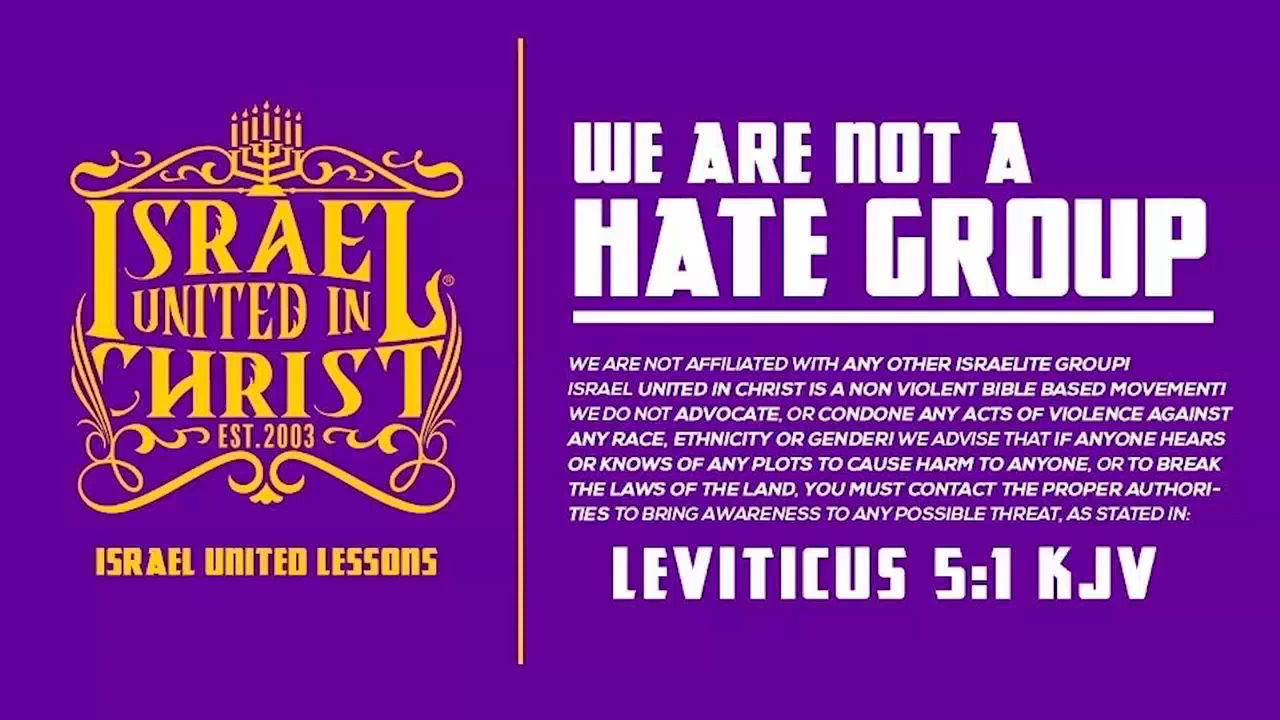 ISRAEL
UNITED IN
CHRIST
EST. 2003
ISRAEL UNITED LESSONS
WE ARE NOT A
HATE GROUP
WE ARE NOT AFFILIATED WITH ANY OTHER ISRAELITE GROUP!
ISRAEL UNITED IN CHRIST IS A NON VIOLENT BIBLE BASED MOVEMENT!
WE DO NOT ADVOCATE, OR CONDONE ANY ACTS OF VIOLENCE AGAINST
ANY RACE, ETHNICITY OR GENDER! WE ADVISE THAT IF ANYONE HEARS
OR KNOWS OF ANY PLOTS TO CAUSE HARM TO ANYONE, OR TO BREAK
THE LAWS OF THE LAND, YOU MUST CONTACT THE PROPER AUTHORI-
TIES TO BRING AWARENESS TO ANY POSSIBLE THREAT, AS STATED IN:
LEVITICUS 5:1 KJV